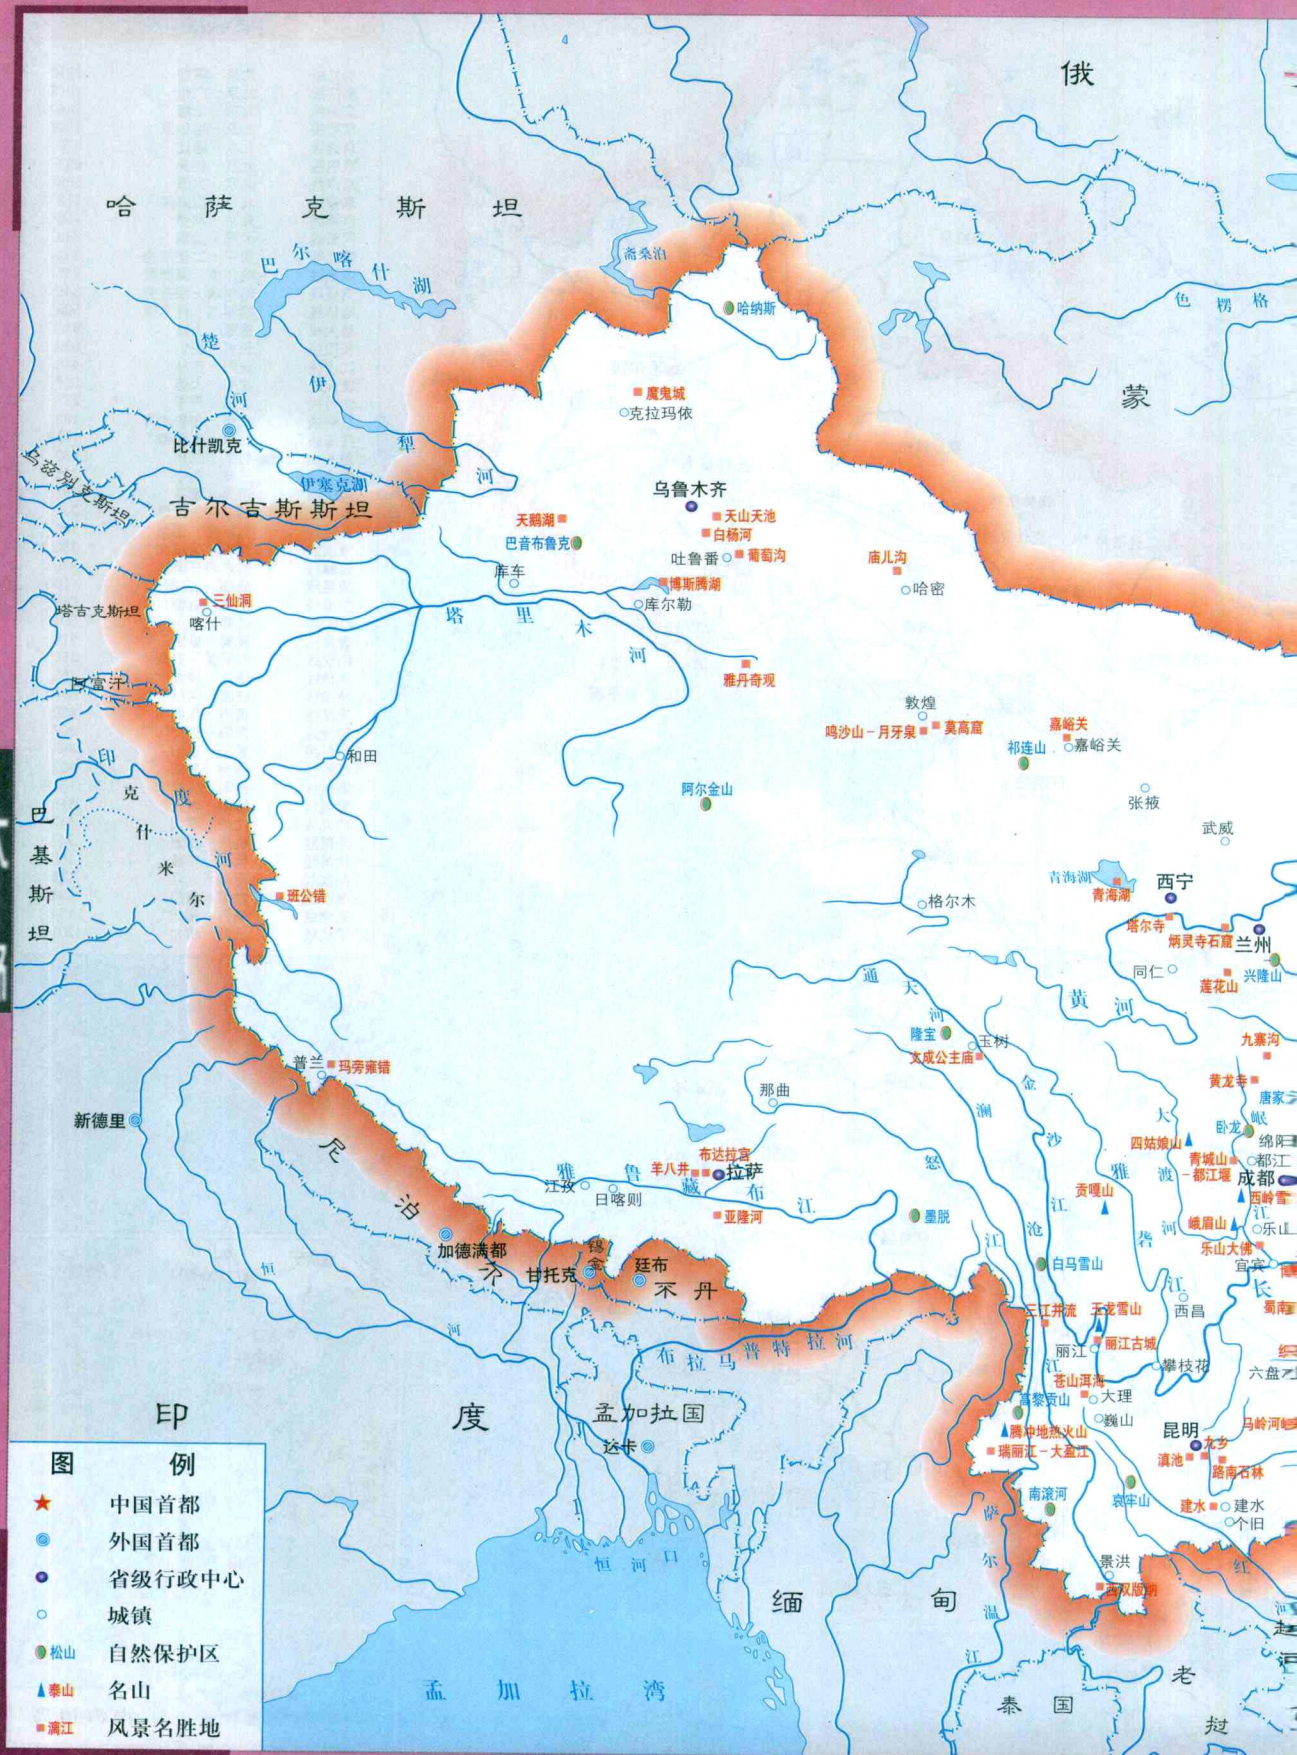 俄
哈萨克斯坦
斋桑泊
巴尔喀什湖
哈纳斯
色楞格
楚河
伊犁河
蒙
魔鬼城
克拉玛依
比什凯克
乌兹别克斯坦
伊塞克湖
吉尔吉斯斯坦
乌鲁木齐
天鹅湖
天山天池
巴音布鲁克
白杨河
吐鲁番
葡萄沟
庙儿沟
库车
博斯腾湖
哈密
库尔勒
三仙洞
喀什
塔吉克斯坦
塔里木河
阿富汗
雅丹奇观
敦煌
鸣沙山-月牙泉
莫高窟
嘉峪关
嘉峪关
祁连山
和田
印度河
克什米尔
巴基斯坦
阿尔金山
张掖
武威
青海湖
青海湖
西宁
班公错
格尔木
塔尔寺
炳灵寺石窟
兰州
同仁
莲花山
兴隆山
通天河
黄河
隆宝
玉树
文成公主庙
九寨沟
黄龙寺
普兰
玛旁雍错
那曲
金沙江
澜沧江
大渡河
唐家
岷江
卧龙
绵阳
新德里
四姑娘山
青城山
-都江堰
都江
成都
布达拉宫
羊八井
拉萨
怒江
雅砻江
贡嘎山
西岭雪
尼泊尔
雅鲁藏布江
江孜
日喀则
亚隆河
墨脱
峨眉山
乐山
乐山大佛
宜宾
加德满都
锡金
甘托克
廷布
不丹
白马雪山
长
西昌
蜀南
恒河
三江并流
玉龙雪山
丽江古城
丽江
布拉马普特拉河
攀枝花
六盘
苍山洱海
大理
高黎贡山
巍山
印度
孟加拉国
达卡
腾冲地热火山
瑞丽江-大盈江
昆明
九乡
滇池
路南石林
马岭河
南滚河
哀牢山
建水
建水
个旧
萨尔温江
恒河口
景洪
西双版纳
红
河
缅甸
越
孟加拉湾
泰国
老
挝
图例
中国首都
外国首都
省级行政中心
城镇
松山 自然保护区
泰山 名山
漓江 风景名胜地